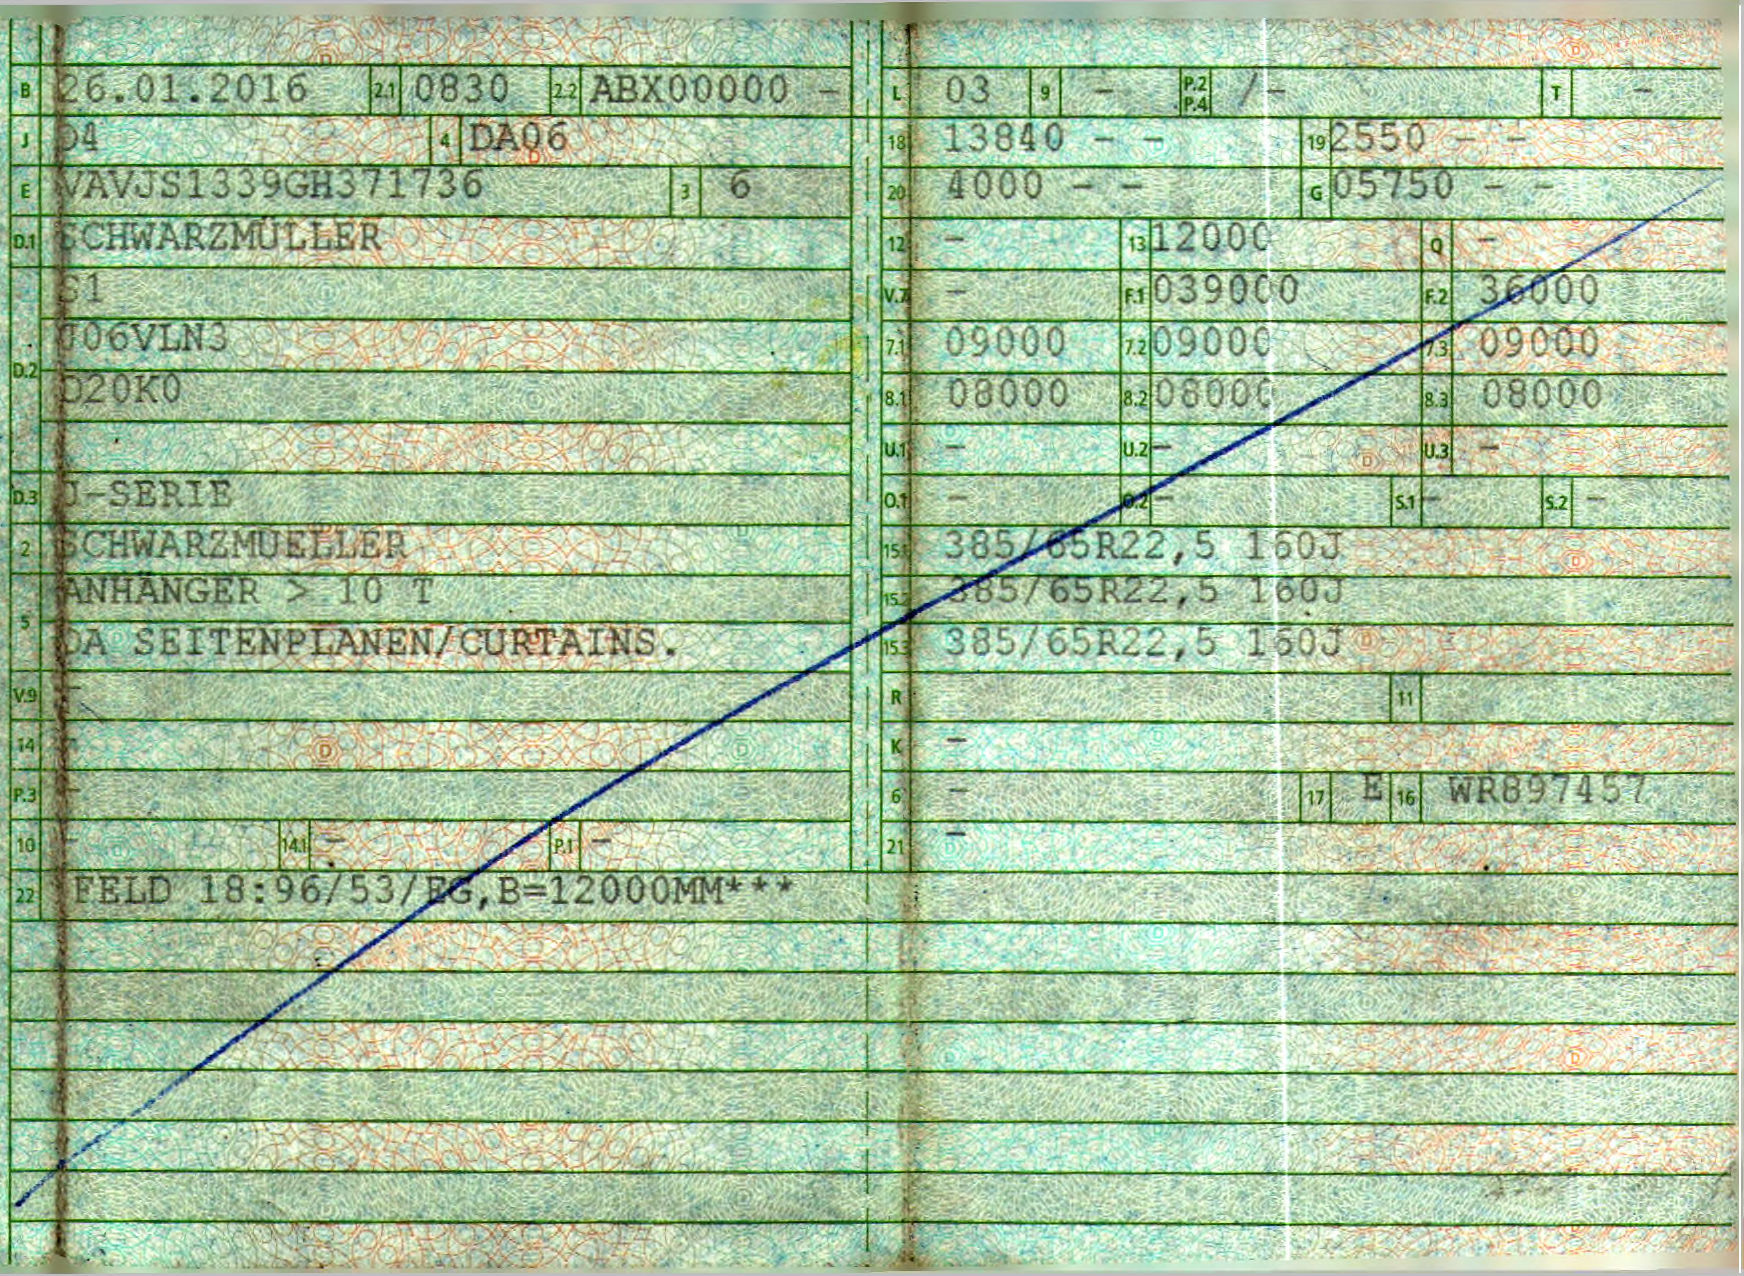 B 26.01.2016 2.1 0830 2.2 ABX00000 -
J 04 4 DA06
E VAVJS1339GH371736 3 6
D.1 SCHWARZMÜLLER
S1
D.2 J06VLN3
D20K0
D.3 J-SERIE
2 SCHWARZMUELLER
5 ANHÄNGER > 10 T
DA SEITENPLANEN/CURTAINS.
V.9 -
14 -
P.3 -
10 - 14.1 - P.1 -
L 03 9 - P.2 P.4 /- T -
18 13840 - - 19 2550 - -
20 4000 - - G 05750 - -
12 - 13 12000 Q -
V.7 - F.1 039000 F.2 36000
7.1 09000 7.2 09000 7.3 09000
8.1 08000 8.2 08000 8.3 08000
U.1 - U.2 - U.3 -
O.1 - O.2 - S.1 - S.2 -
15.1 385/65R22,5 160J
15.2 385/65R22,5 160J
15.3 385/65R22,5 160J
R - 11
K -
6 - 17 E 16 WR897457
21 -
22 FELD 18:96/53/EG,B=12000MM***